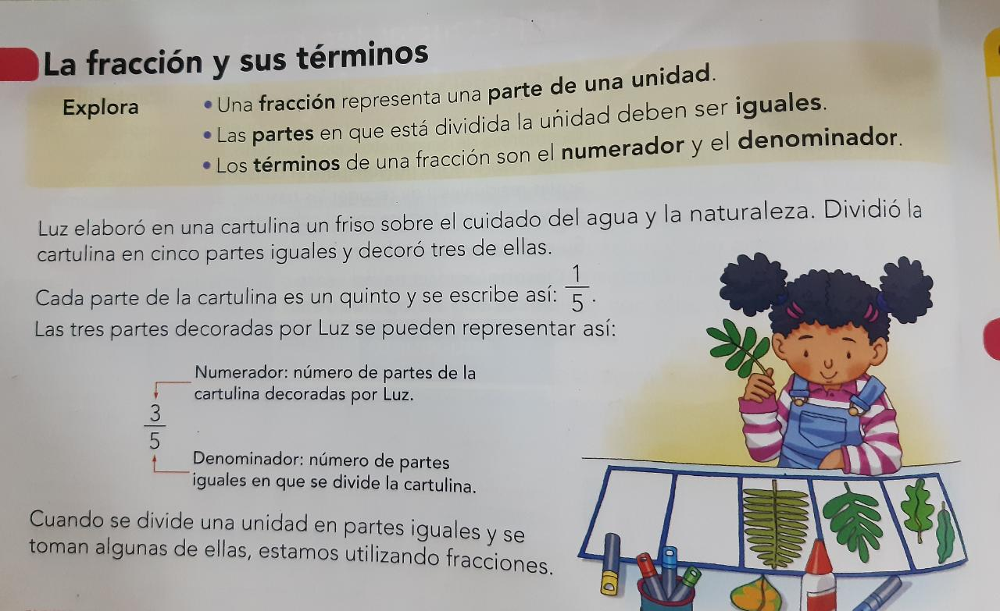 La fracción y sus términos
Explora
• Una fracción representa una parte de una unidad.
• Las partes en que está dividida la unidad deben ser iguales.
• Los términos de una fracción son el numerador y el denominador.
Luz elaboró en una cartulina un friso sobre el cuidado del agua y la naturaleza. Dividió la
cartulina en cinco partes iguales y decoró tres de ellas.
Cada parte de la cartulina es un quinto y se escribe así: 1/5.
Las tres partes decoradas por Luz se pueden representar así:
Numerador: número de partes de la
cartulina decoradas por Luz.
3
5
Denominador: número de partes
iguales en que se divide la cartulina.
Cuando se divide una unidad en partes iguales y se
toman algunas de ellas, estamos utilizando fracciones.